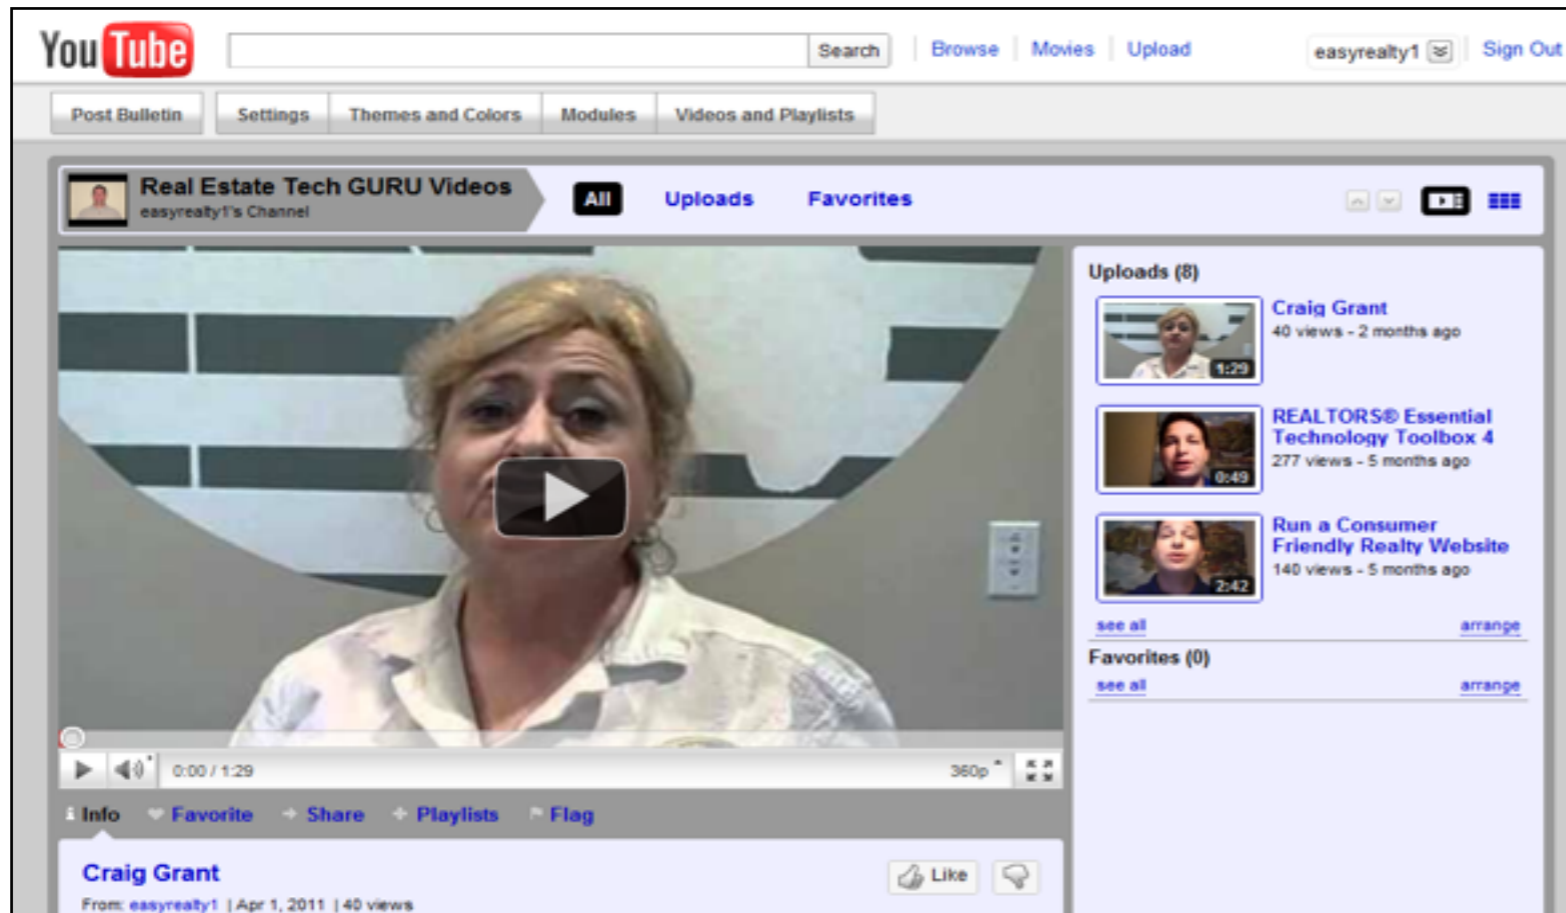 YouTube
Search Browse Movies Upload easyrealty1 Sign Out
Post Bulletin Settings Themes and Colors Modules Videos and Playlists
Real Estate Tech GURU Videos
easyrealty1's Channel
All Uploads Favorites
Uploads (8)
Craig Grant
40 views - 2 months ago
1:29
REALTORS® Essential
Technology Toolbox 4
277 views - 5 months ago
0:49
Run a Consumer
Friendly Realty Website
140 views - 5 months ago
2:42
see all arrange
Favorites (0)
see all arrange
0:00 / 1:29 360p
Info Favorite Share Playlists Flag
Craig Grant
Like
From: easyrealty1 | Apr 1, 2011 | 40 views